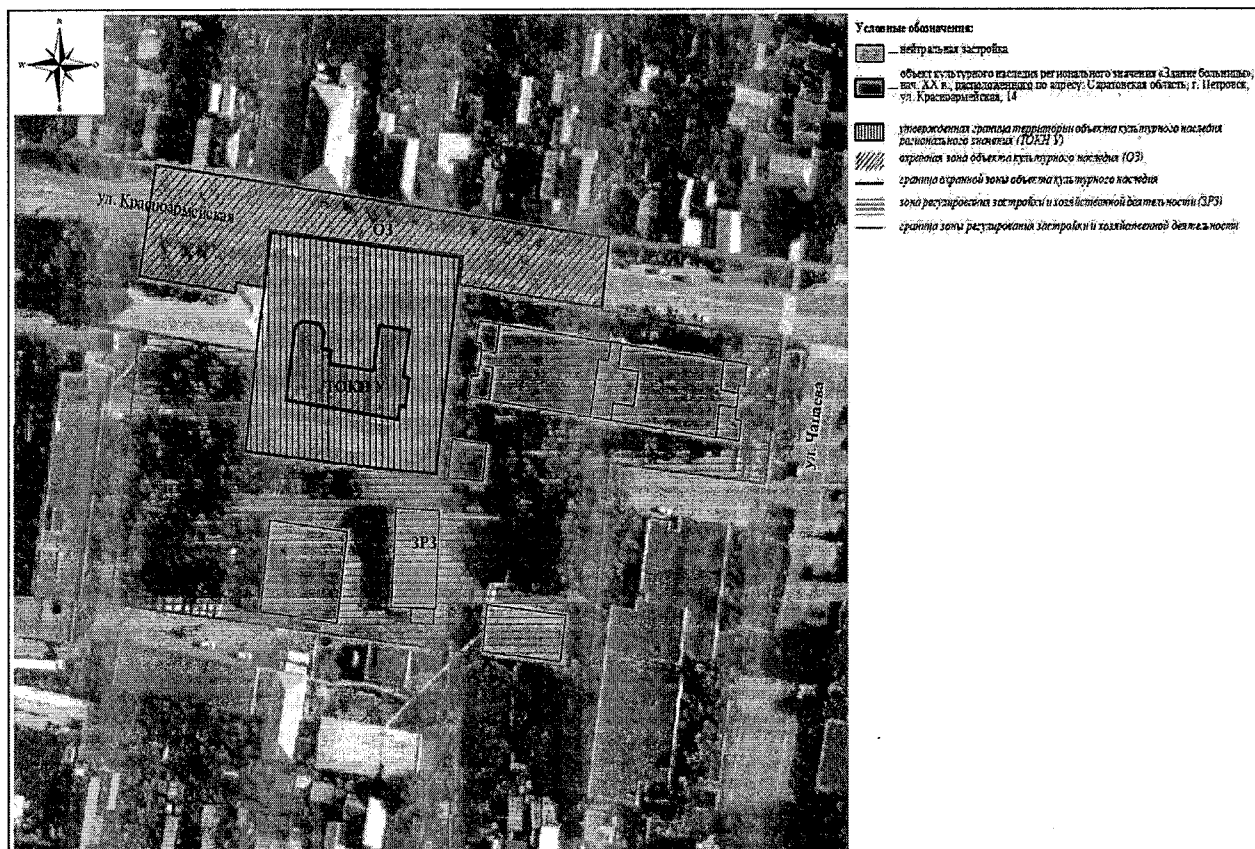 N
W
O
S
ул. Красноармейская
ОЗ
ТОКН У
ЗРЗ
ул. Чапаева
Условные обозначения:
— нейтральная застройка
объект культурного наследия регионального значения «Здание больницы»,
— нач. XX в., расположенного по адресу: Саратовская область, г. Петровск,
ул. Красноармейская, 14
утвержденная граница территории объекта культурного наследия
регионального значения (ТОКН У)
охранная зона объекта культурного наследия (ОЗ)
граница охранной зоны объекта культурного наследия
зона регулирования застройки и хозяйственной деятельности (ЗРЗ)
граница зоны регулирования застройки и хозяйственной деятельности